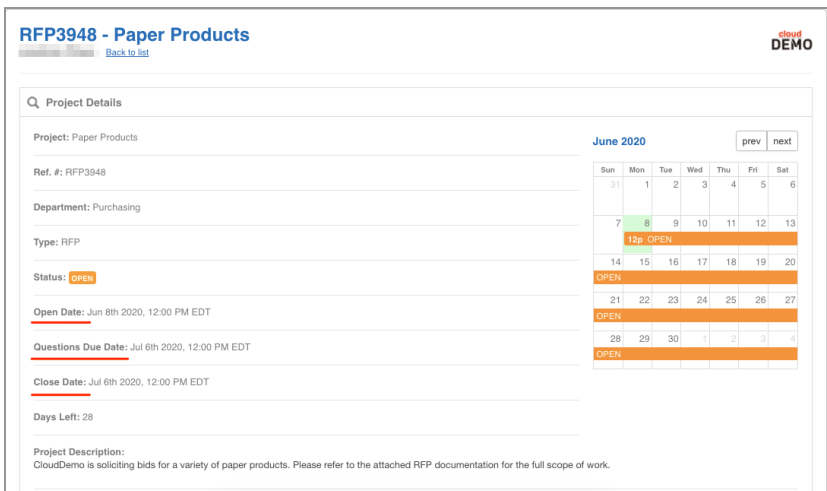 RFP3948 - Paper Products
Back to list
cloud
DEMO
Project Details
Project: Paper Products
Ref. #: RFP3948
Department: Purchasing
Type: RFP
Status: OPEN
Open Date: Jun 8th 2020, 12:00 PM EDT
Questions Due Date: Jul 6th 2020, 12:00 PM EDT
Close Date: Jul 6th 2020, 12:00 PM EDT
Days Left: 28
Project Description:
CloudDemo is soliciting bids for a variety of paper products. Please refer to the attached RFP documentation for the full scope of work.
June 2020
prev next
Sun Mon Tue Wed Thu Fri Sat
31 1 2 3 4 5 6
7 8 9 10 11 12 13
12p OPEN
14 15 16 17 18 19 20
OPEN
21 22 23 24 25 26 27
OPEN
28 29 30 1 2 3 4
OPEN